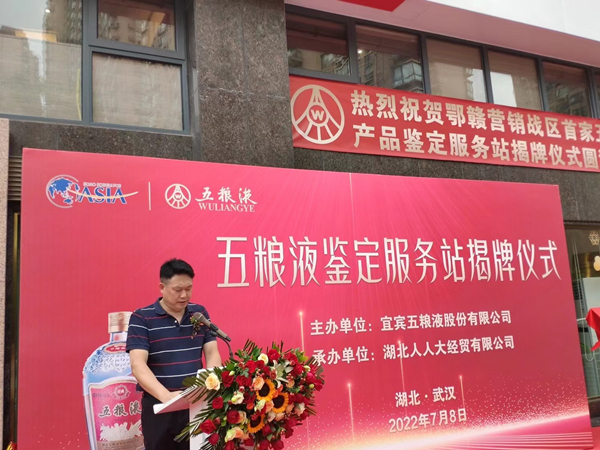 热烈祝贺鄂赣营销战区首家五
产品鉴定服务站揭牌仪式圆
ASIA
五粮液
WULIANGYE
五粮液鉴定服务站揭牌仪式
主办单位：宜宾五粮液股份有限公司
承办单位：湖北人人大经贸有限公司
湖北·武汉
2022年7月8日
五粮液